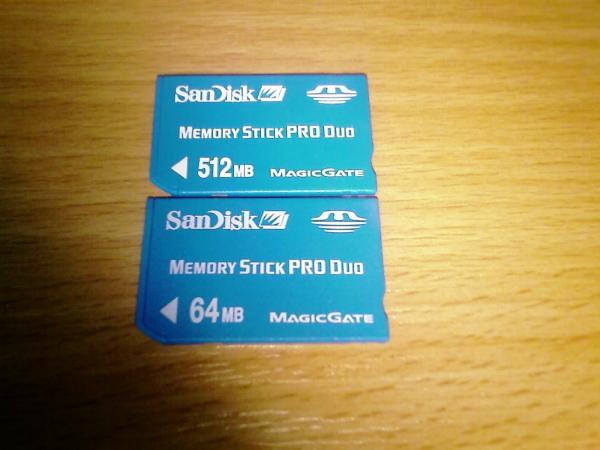 SanDisk
MEMORY STICK PRO DUO
512MB MAGICGATE
SanDisk
MEMORY STICK PRO DUO
64MB MAGICGATE